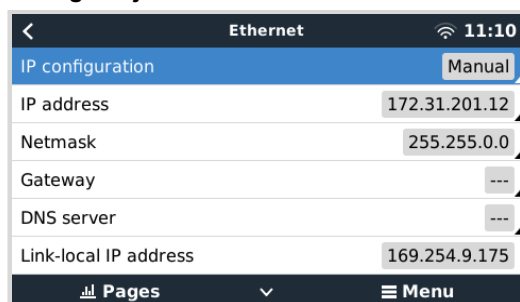 Ethernet 11:10
IP configuration Manual
IP address 172.31.201.12
Netmask 255.255.0.0
Gateway ---
DNS server ---
Link-local IP address 169.254.9.175
Pages Menu